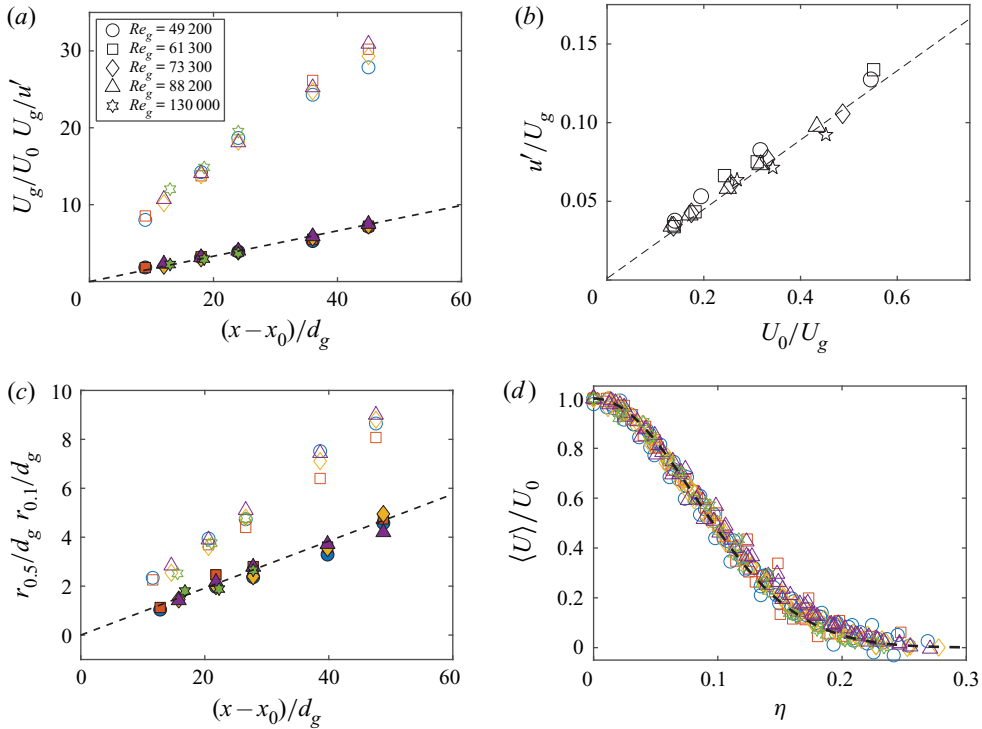 (a)
Re_g = 49 200
Re_g = 61 300
Re_g = 73 300
Re_g = 88 200
Re_g = 130 000
U_g/U_0 U_g/u'
30
20
10
0
20
40
60
(x – x_0)/d_g
(b)
u'/U_g
0.15
0.10
0.05
0
0.2
0.4
0.6
U_0/U_g
(c)
r_0.5/d_g r_0.1/d_g
10
8
6
4
2
0
0
20
40
60
(x – x_0)/d_g
(d)
⟨U⟩/U_0
1.0
0.8
0.6
0.4
0.2
0
0
0.1
0.2
0.3
η